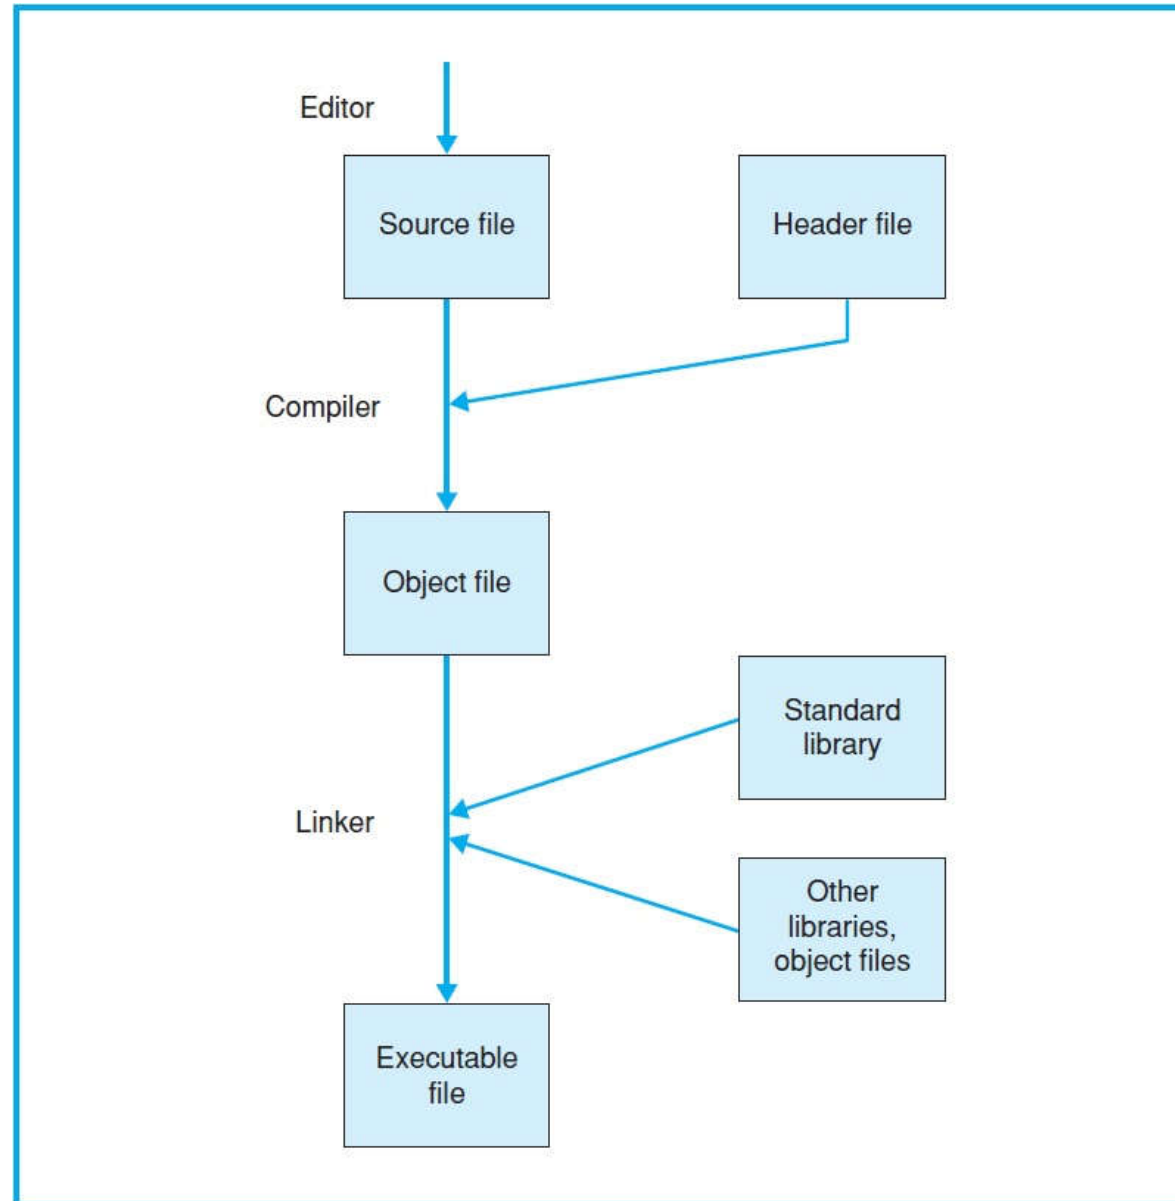 Editor
Source file
Header file
Compiler
Object file
Standard
library
Linker
Other
libraries,
object files
Executable
file